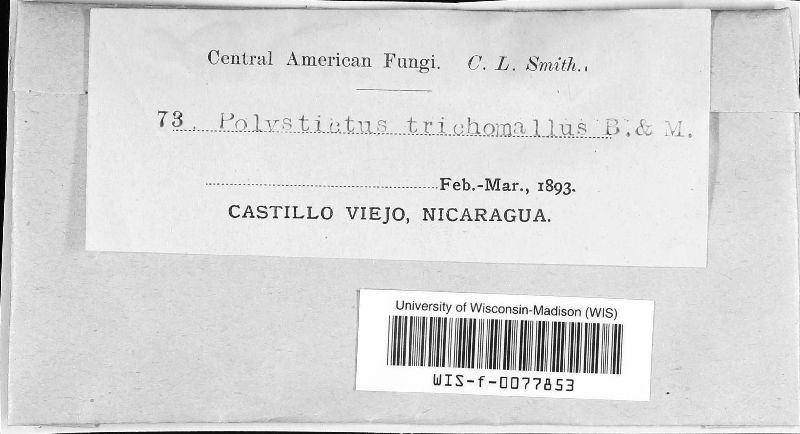 Central American Fungi. C. L. Smith.
73. Polystictus trichomallus B. & M.
Feb.-Mar., 1893.
CASTILLO VIEJO, NICARAGUA.
University of Wisconsin-Madison (WIS)
WIS-f-0077853